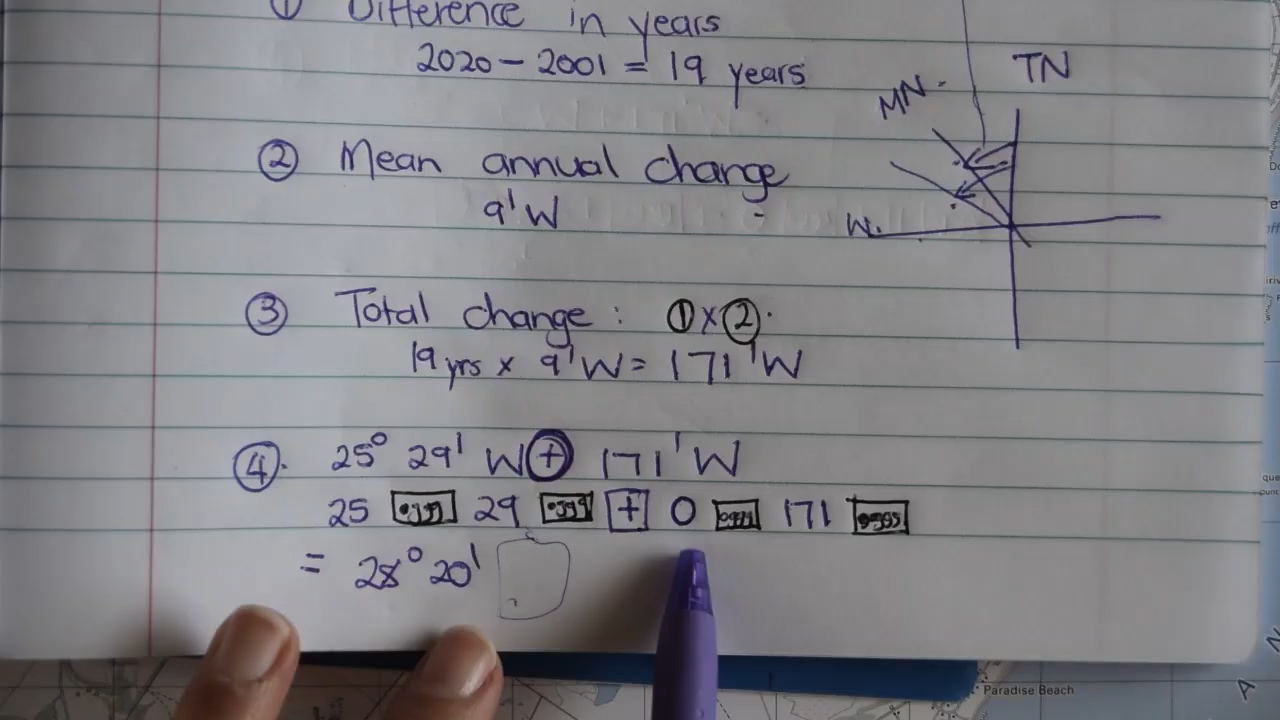 ① Difference in years
2020 - 2001 = 19 years
TN
MN.
② Mean annual change
9'W
W.
③ Total change : ① x ②.
19 yrs x 9'W = 171'W
④. 25° 29' W + 171'W
25 29 + 0 171
= 28° 20'
Paradise Beach